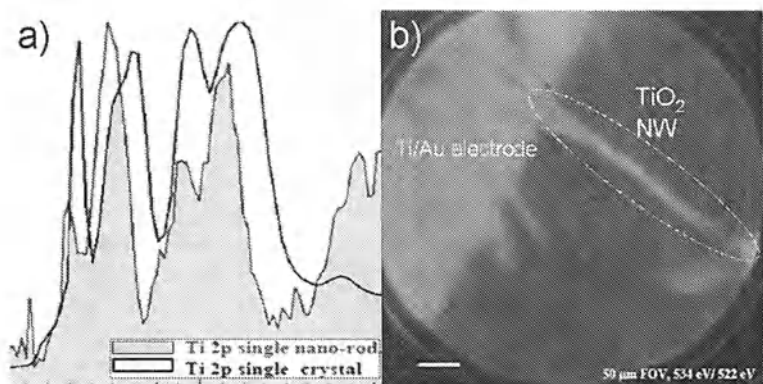 a)
Ti 2p single nano-rod
Ti 2p single crystal
b)
TiO₂
NW
Ti/Au electrode
50 µm FOV, 534 eV/ 522 eV